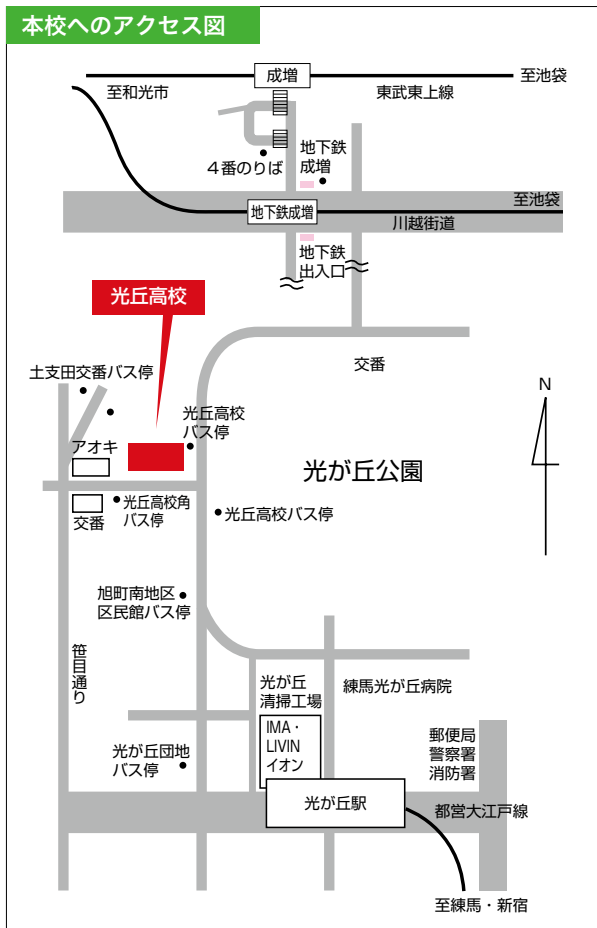 本校へのアクセス図
成増
至池袋
至和光市
東武東上線
4番のりば
地下鉄
成増
至池袋
地下鉄成増
川越街道
地下鉄
出入口
光丘高校
交番
土支田交番バス停
N
光丘高校
バス停
アオキ
光が丘公園
光丘高校角
バス停
交番
光丘高校バス停
旭町南地区
区民館バス停
笹目通り
光が丘
清掃工場
練馬光が丘病院
IMA・
LIVIN
イオン
郵便局
警察署
消防署
光が丘団地
バス停
光が丘駅
都営大江戸線
至練馬・新宿